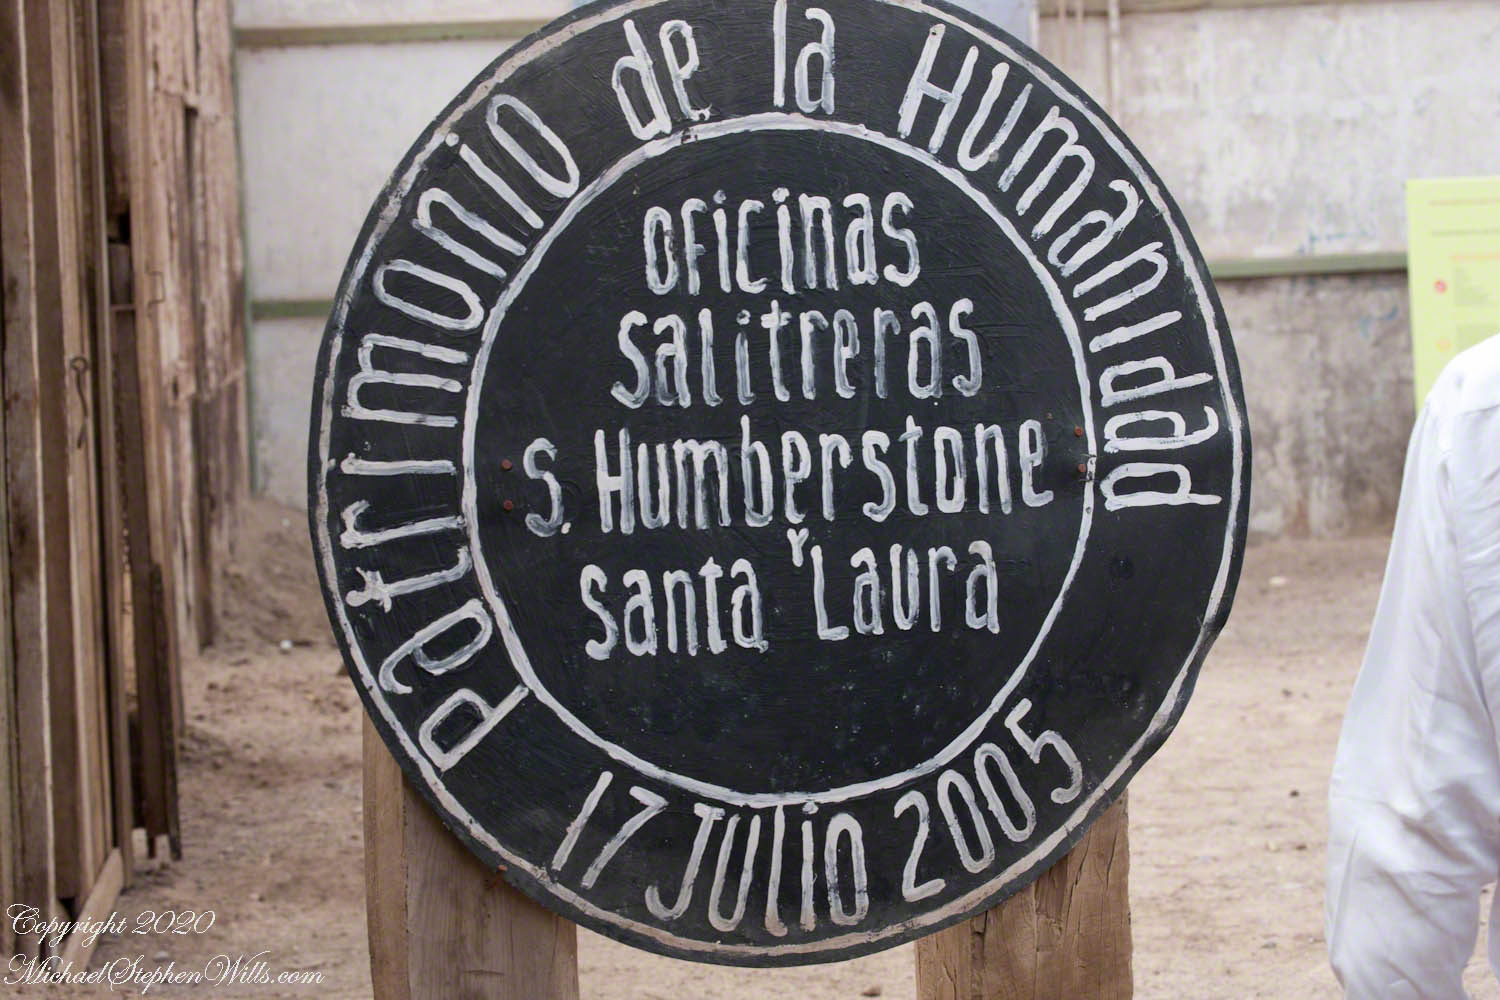 Patrimonio de la Humanidad
oficinas
salitreras
s. Humberstone
y
santa Laura
17 Julio 2005
Copyright 2020
MichaelStephenWills.com